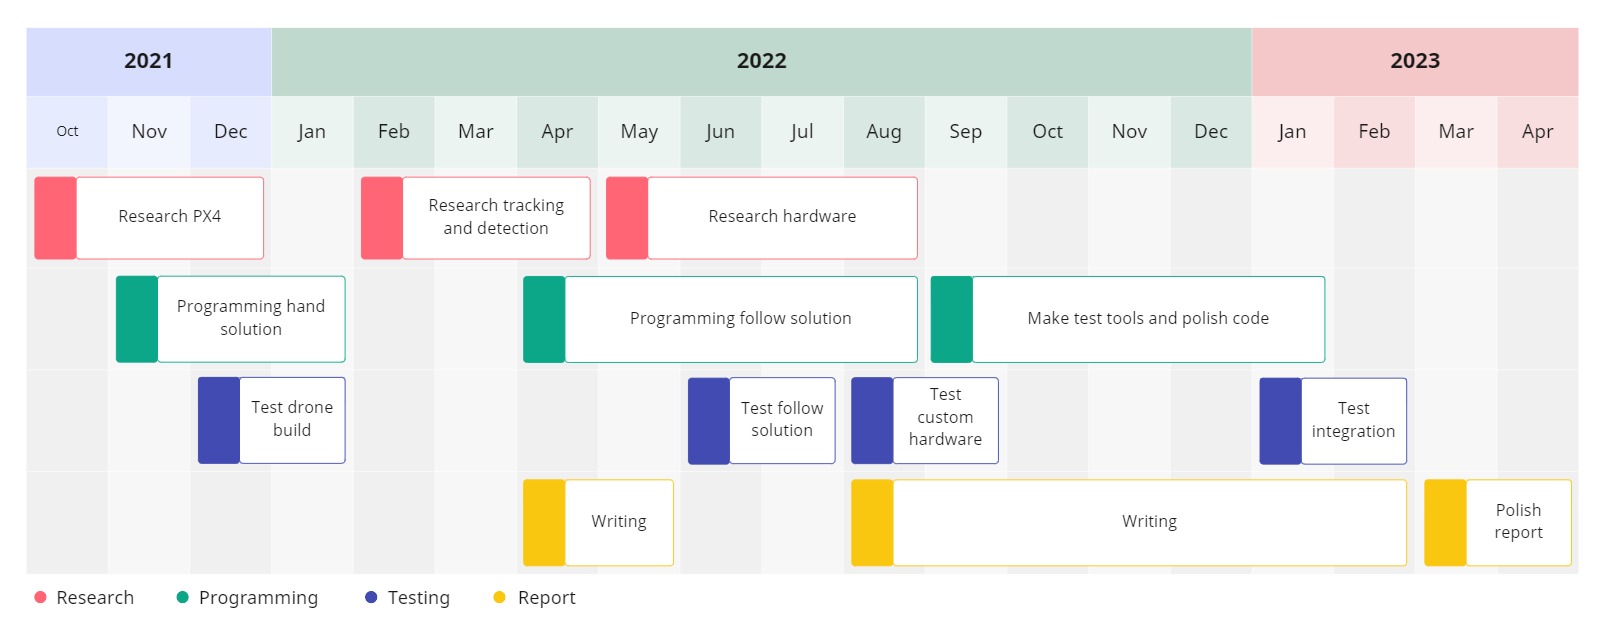 2021
2022
2023
Oct
Nov
Dec
Jan
Feb
Mar
Apr
May
Jun
Jul
Aug
Sep
Oct
Nov
Dec
Jan
Feb
Mar
Apr
Research PX4
Research tracking
and detection
Research hardware
Programming hand
solution
Programming follow solution
Make test tools and polish code
Test drone
build
Test follow
solution
Test
custom
hardware
Test
integration
Writing
Writing
Polish
report
Research
Programming
Testing
Report